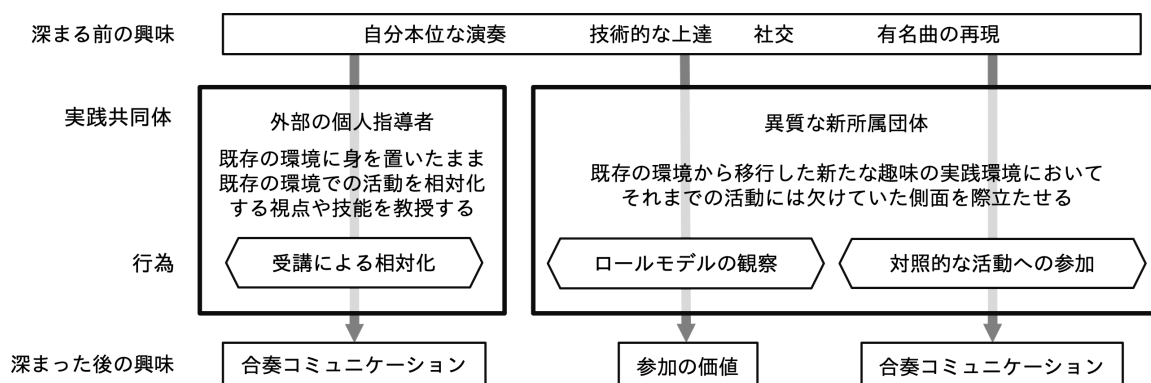 深まる前の興味
自分本位な演奏 技術的な上達 社交 有名曲の再現
実践共同体
外部の個人指導者
既存の環境に身を置いたまま
既存の環境での活動を相対化
する視点や技能を教授する
異質な新所属団体
既存の環境から移行した新たな趣味の実践環境において
それまでの活動には欠けていた側面を際立たせる
行為
受講による相対化
ロールモデルの観察
対照的な活動への参加
深まった後の興味
合奏コミュニケーション
参加の価値
合奏コミュニケーション